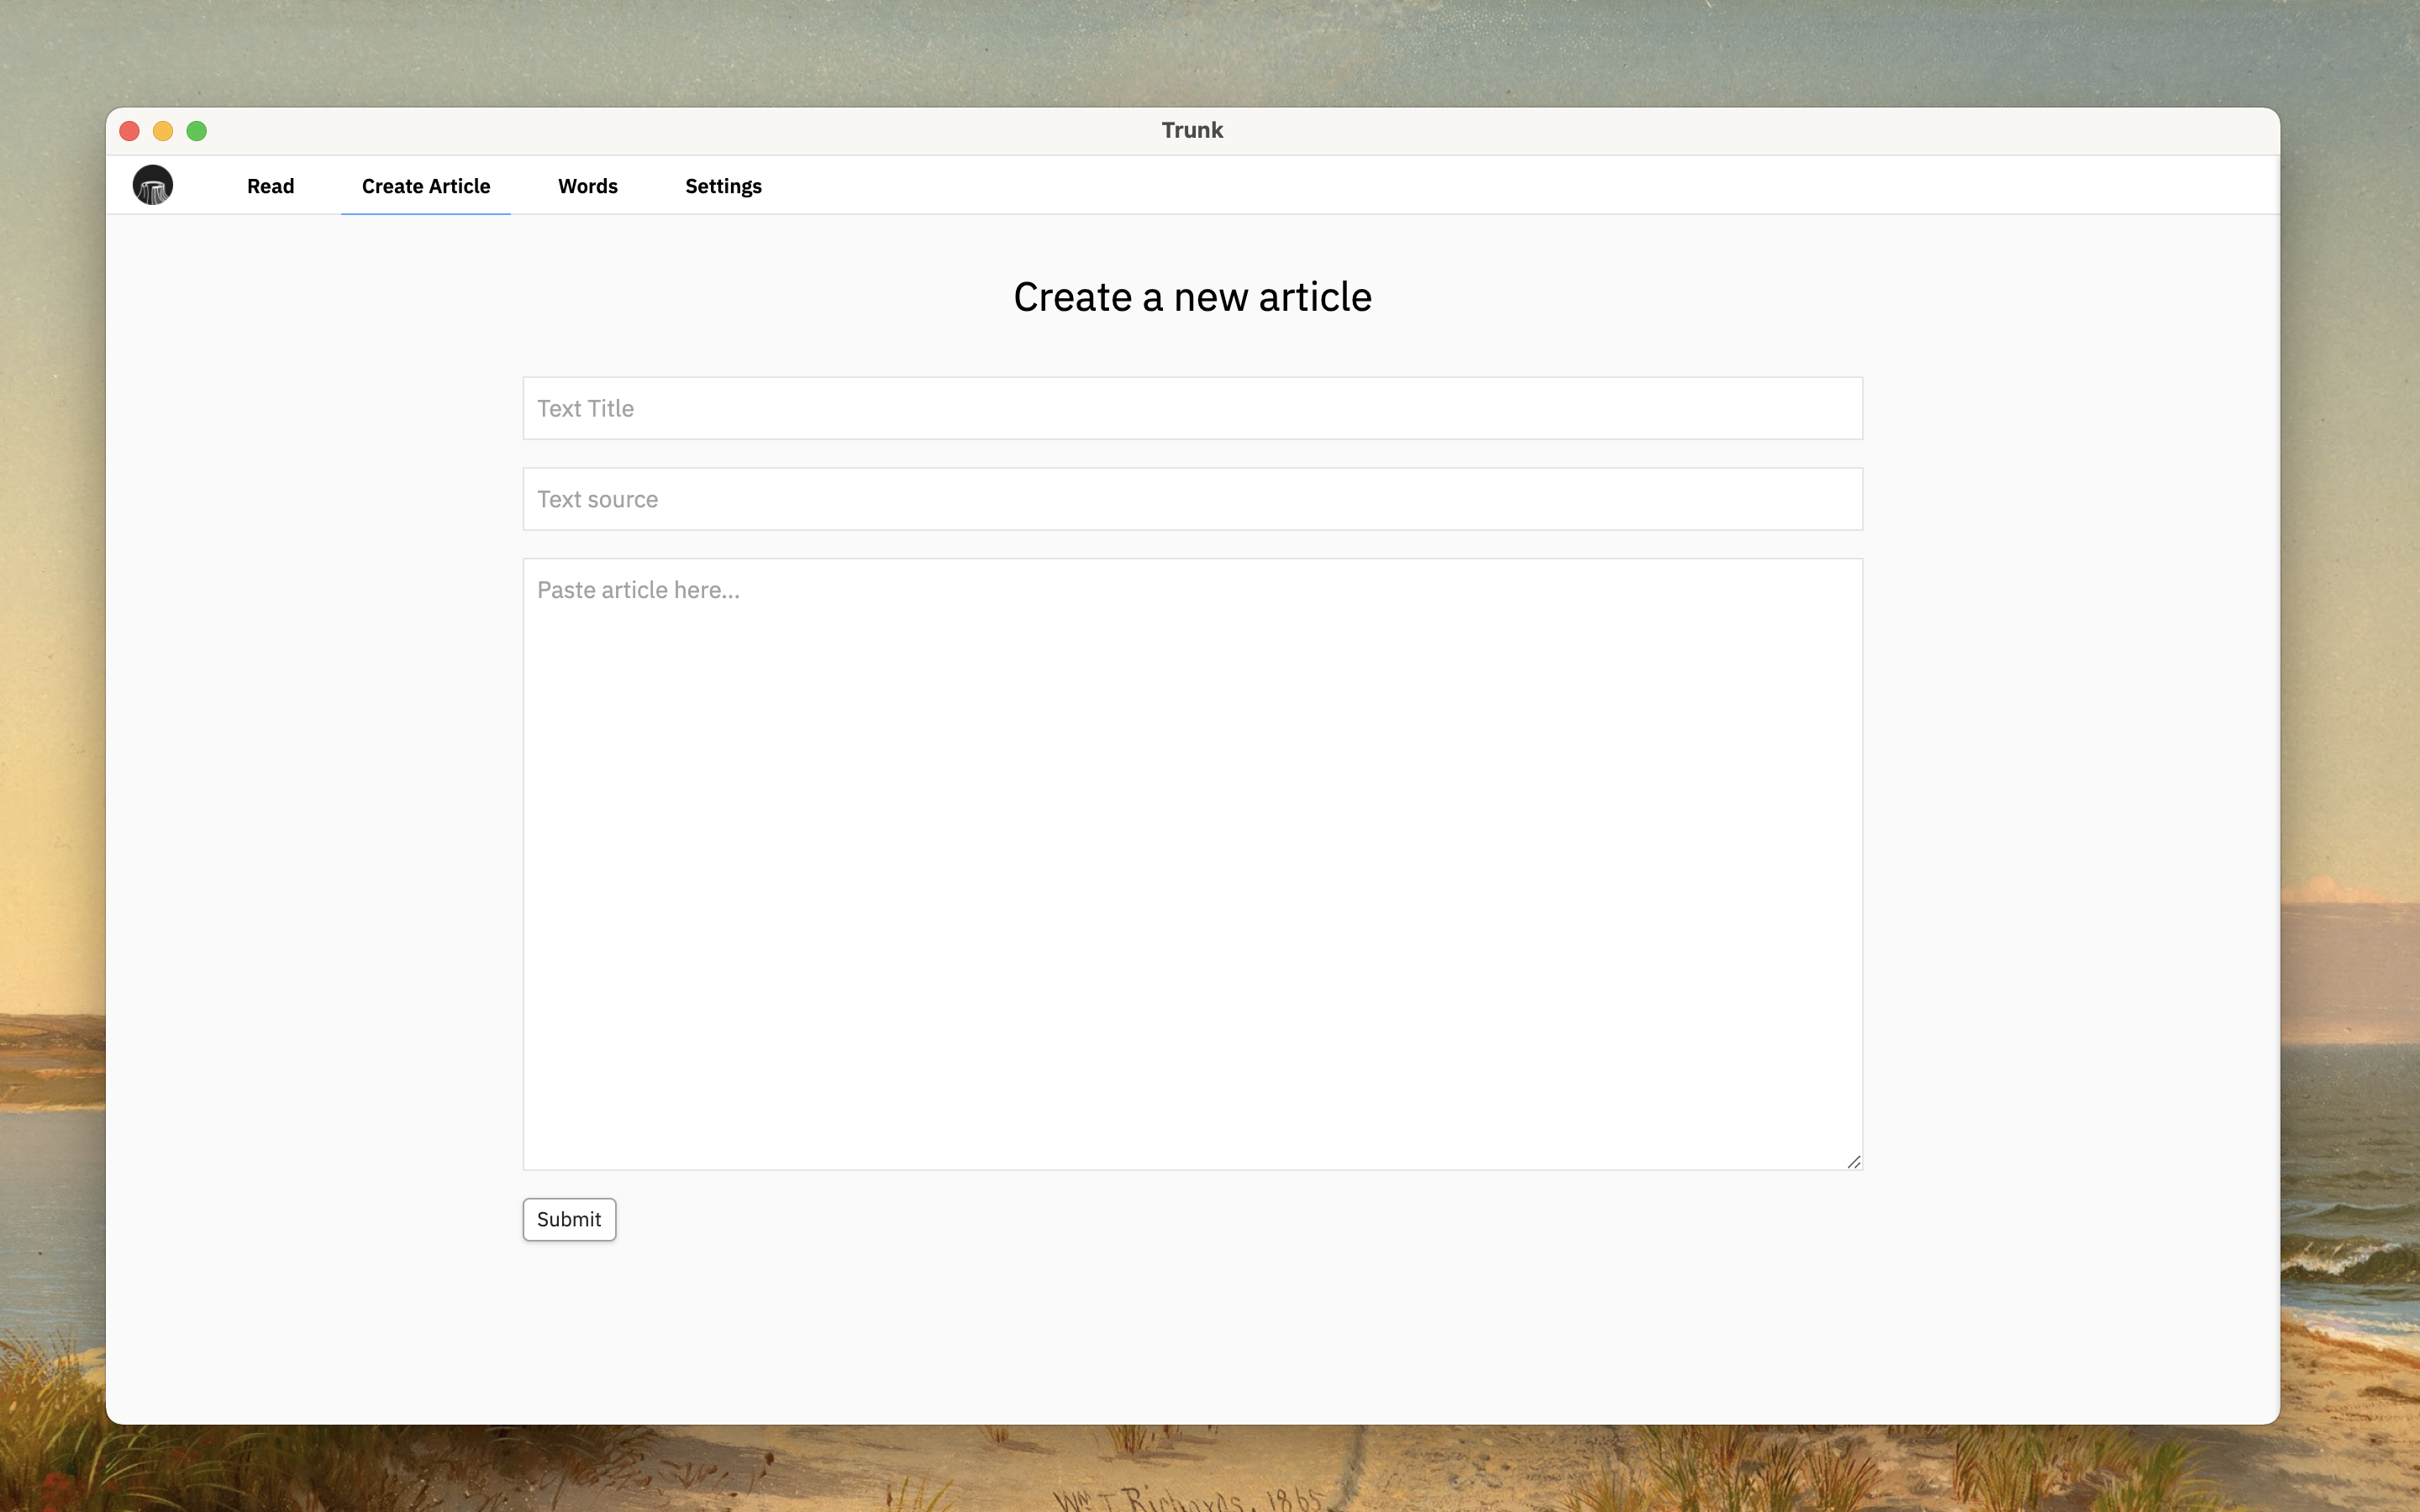 Trunk
Read
Create Article
Words
Settings
Create a new article
Text Title
Text source
Paste article here...
Submit
Wm T Richards. 1865